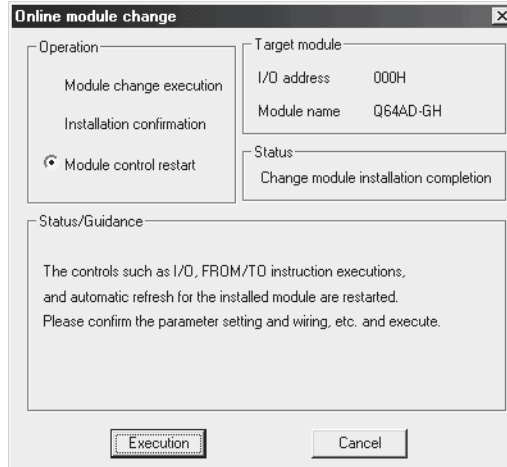 Online module change
Operation
Module change execution
Installation confirmation
Module control restart
Target module
I/O address 000H
Module name Q64AD-GH
Status
Change module installation completion
Status/Guidance
The controls such as I/O, FROM/TO instruction executions,
and automatic refresh for the installed module are restarted.
Please confirm the parameter setting and wiring, etc. and execute.
Execution Cancel